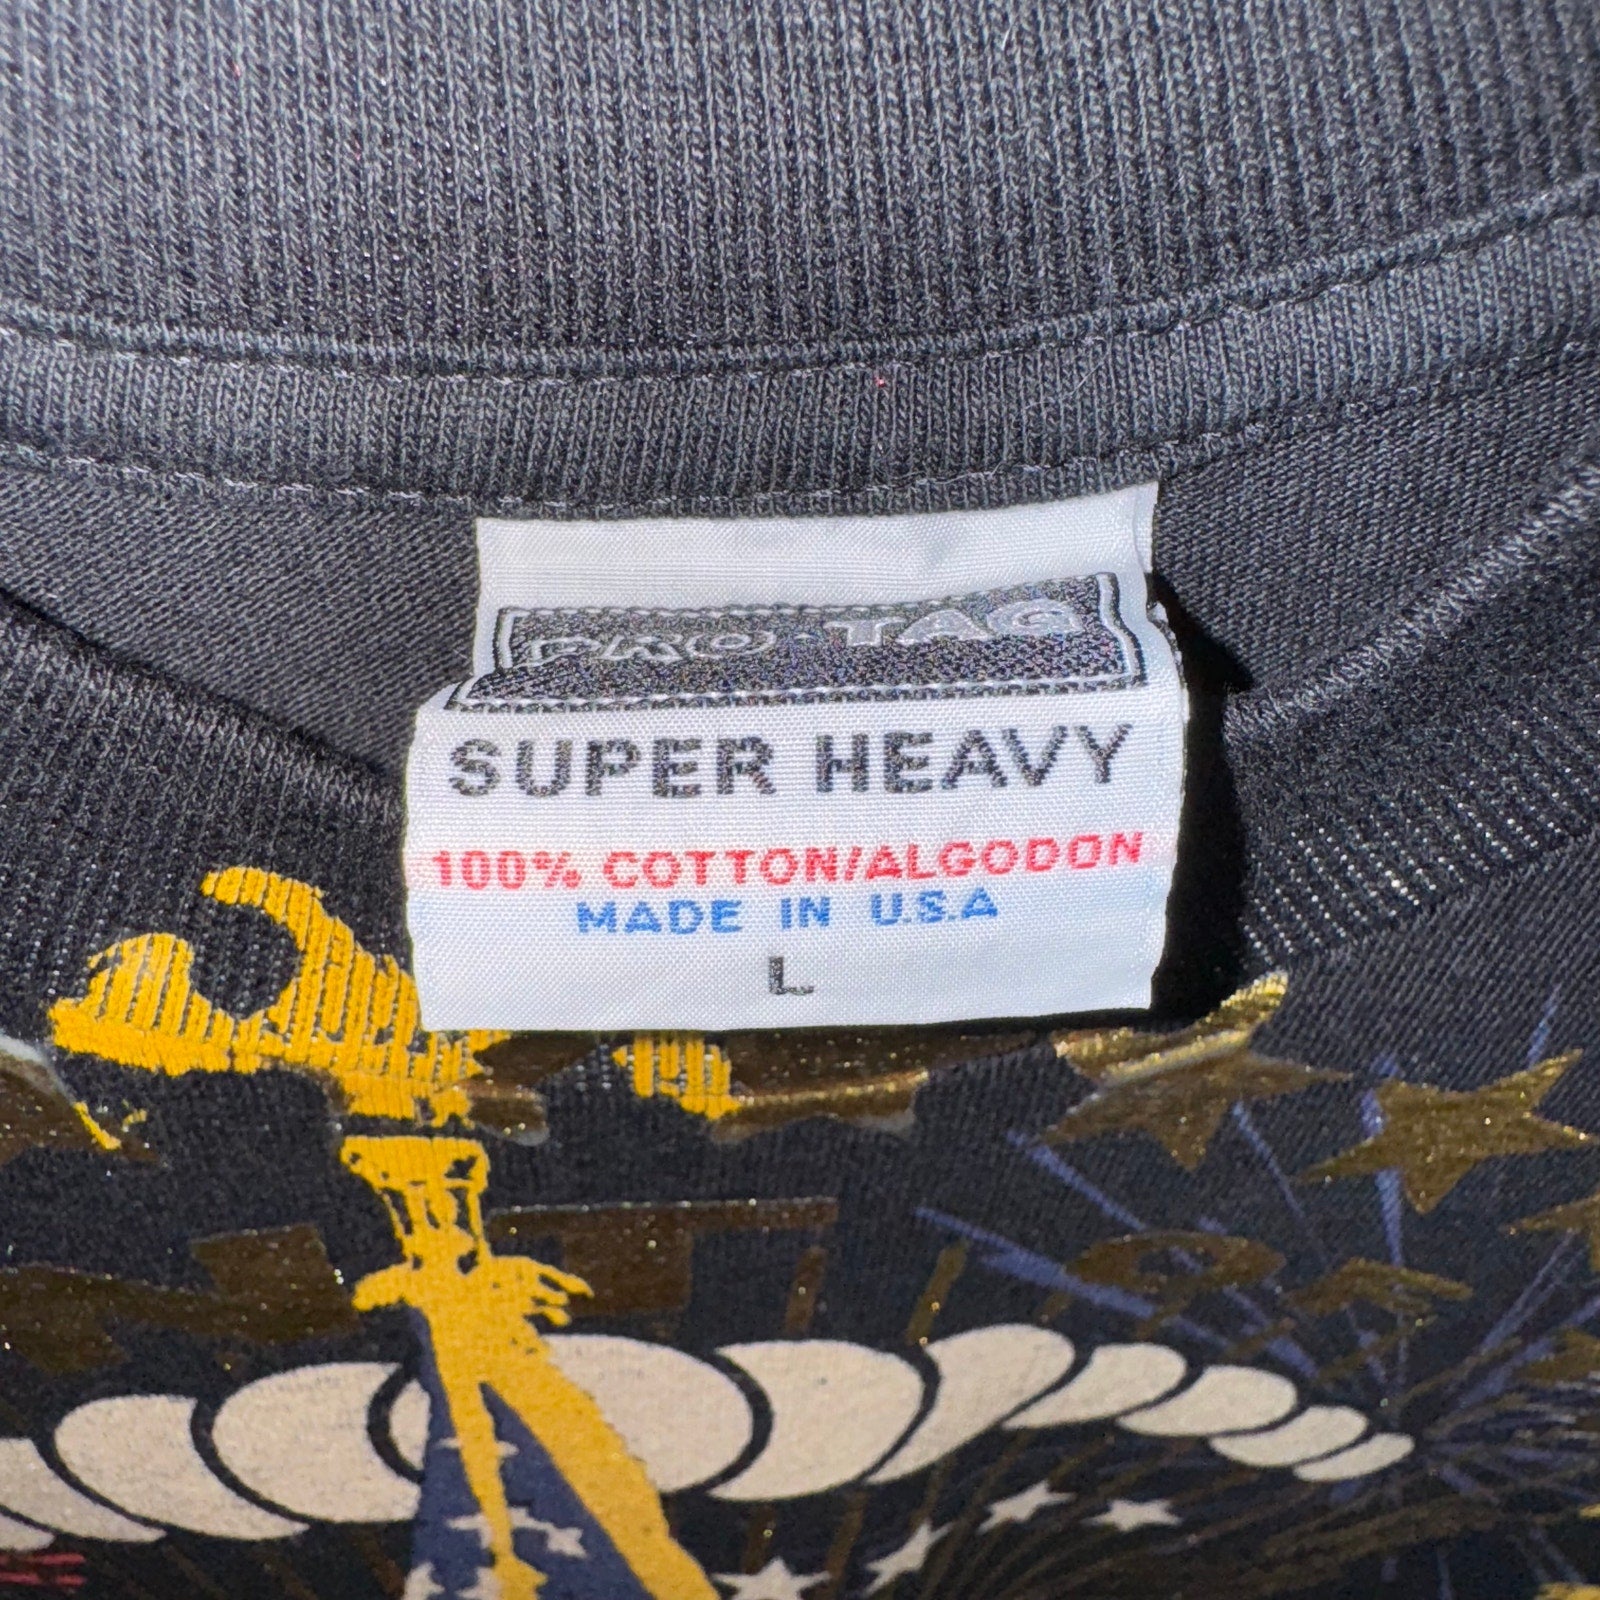 PRO·TAG
SUPER HEAVY
100% COTTON/ALGODON
MADE IN U.S.A
L